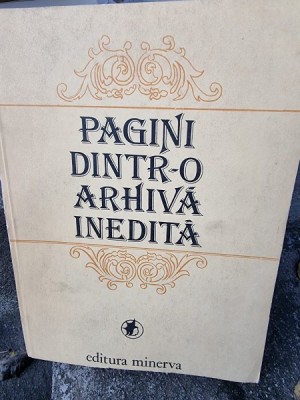 PAGINI
DINTR-O
ARHIVĂ
INEDITĂ
editura minerva